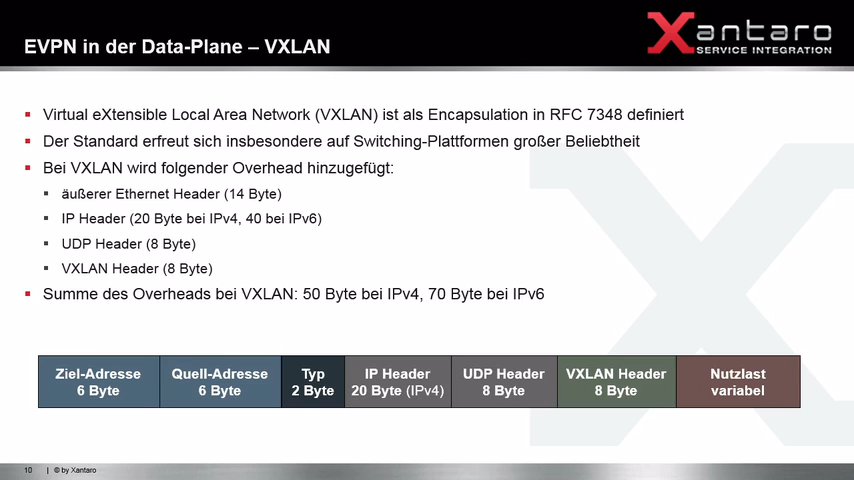 EVPN in der Data-Plane – VXLAN
Xantaro
SERVICE INTEGRATION
Virtual eXtensible Local Area Network (VXLAN) ist als Encapsulation in RFC 7348 definiert
Der Standard erfreut sich insbesondere auf Switching-Plattformen großer Beliebtheit
Bei VXLAN wird folgender Overhead hinzugefügt:
äußerer Ethernet Header (14 Byte)
IP Header (20 Byte bei IPv4, 40 bei IPv6)
UDP Header (8 Byte)
VXLAN Header (8 Byte)
Summe des Overheads bei VXLAN: 50 Byte bei IPv4, 70 Byte bei IPv6
Ziel-Adresse
6 Byte
Quell-Adresse
6 Byte
Typ
2 Byte
IP Header
20 Byte (IPv4)
UDP Header
8 Byte
VXLAN Header
8 Byte
Nutzlast
variabel
10 | © by Xantaro